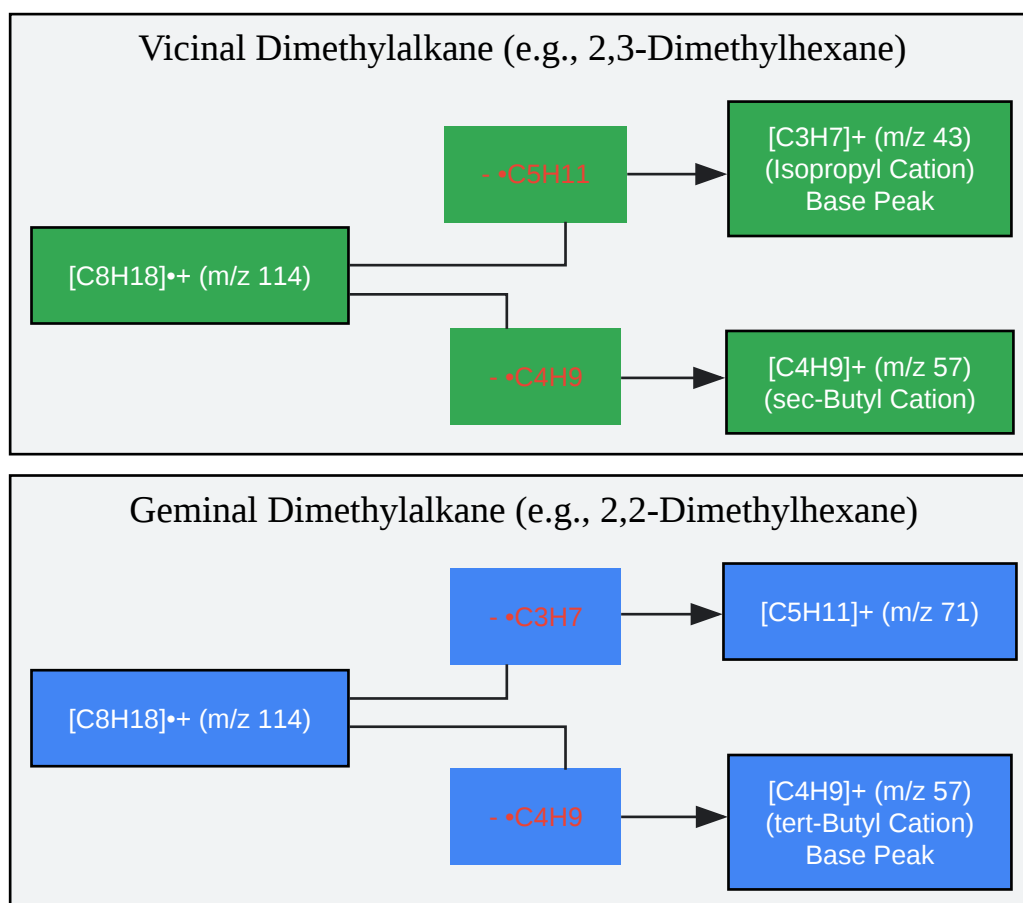 Vicinal Dimethylalkane (e.g., 2,3-Dimethylhexane)
- •C5H11
[C3H7]+ (m/z 43)
(Isopropyl Cation)
Base Peak
[C8H18]•+ (m/z 114)
- •C4H9
[C4H9]+ (m/z 57)
(sec-Butyl Cation)
Geminal Dimethylalkane (e.g., 2,2-Dimethylhexane)
- •C3H7
[C5H11]+ (m/z 71)
[C8H18]•+ (m/z 114)
- •C4H9
[C4H9]+ (m/z 57)
(tert-Butyl Cation)
Base Peak